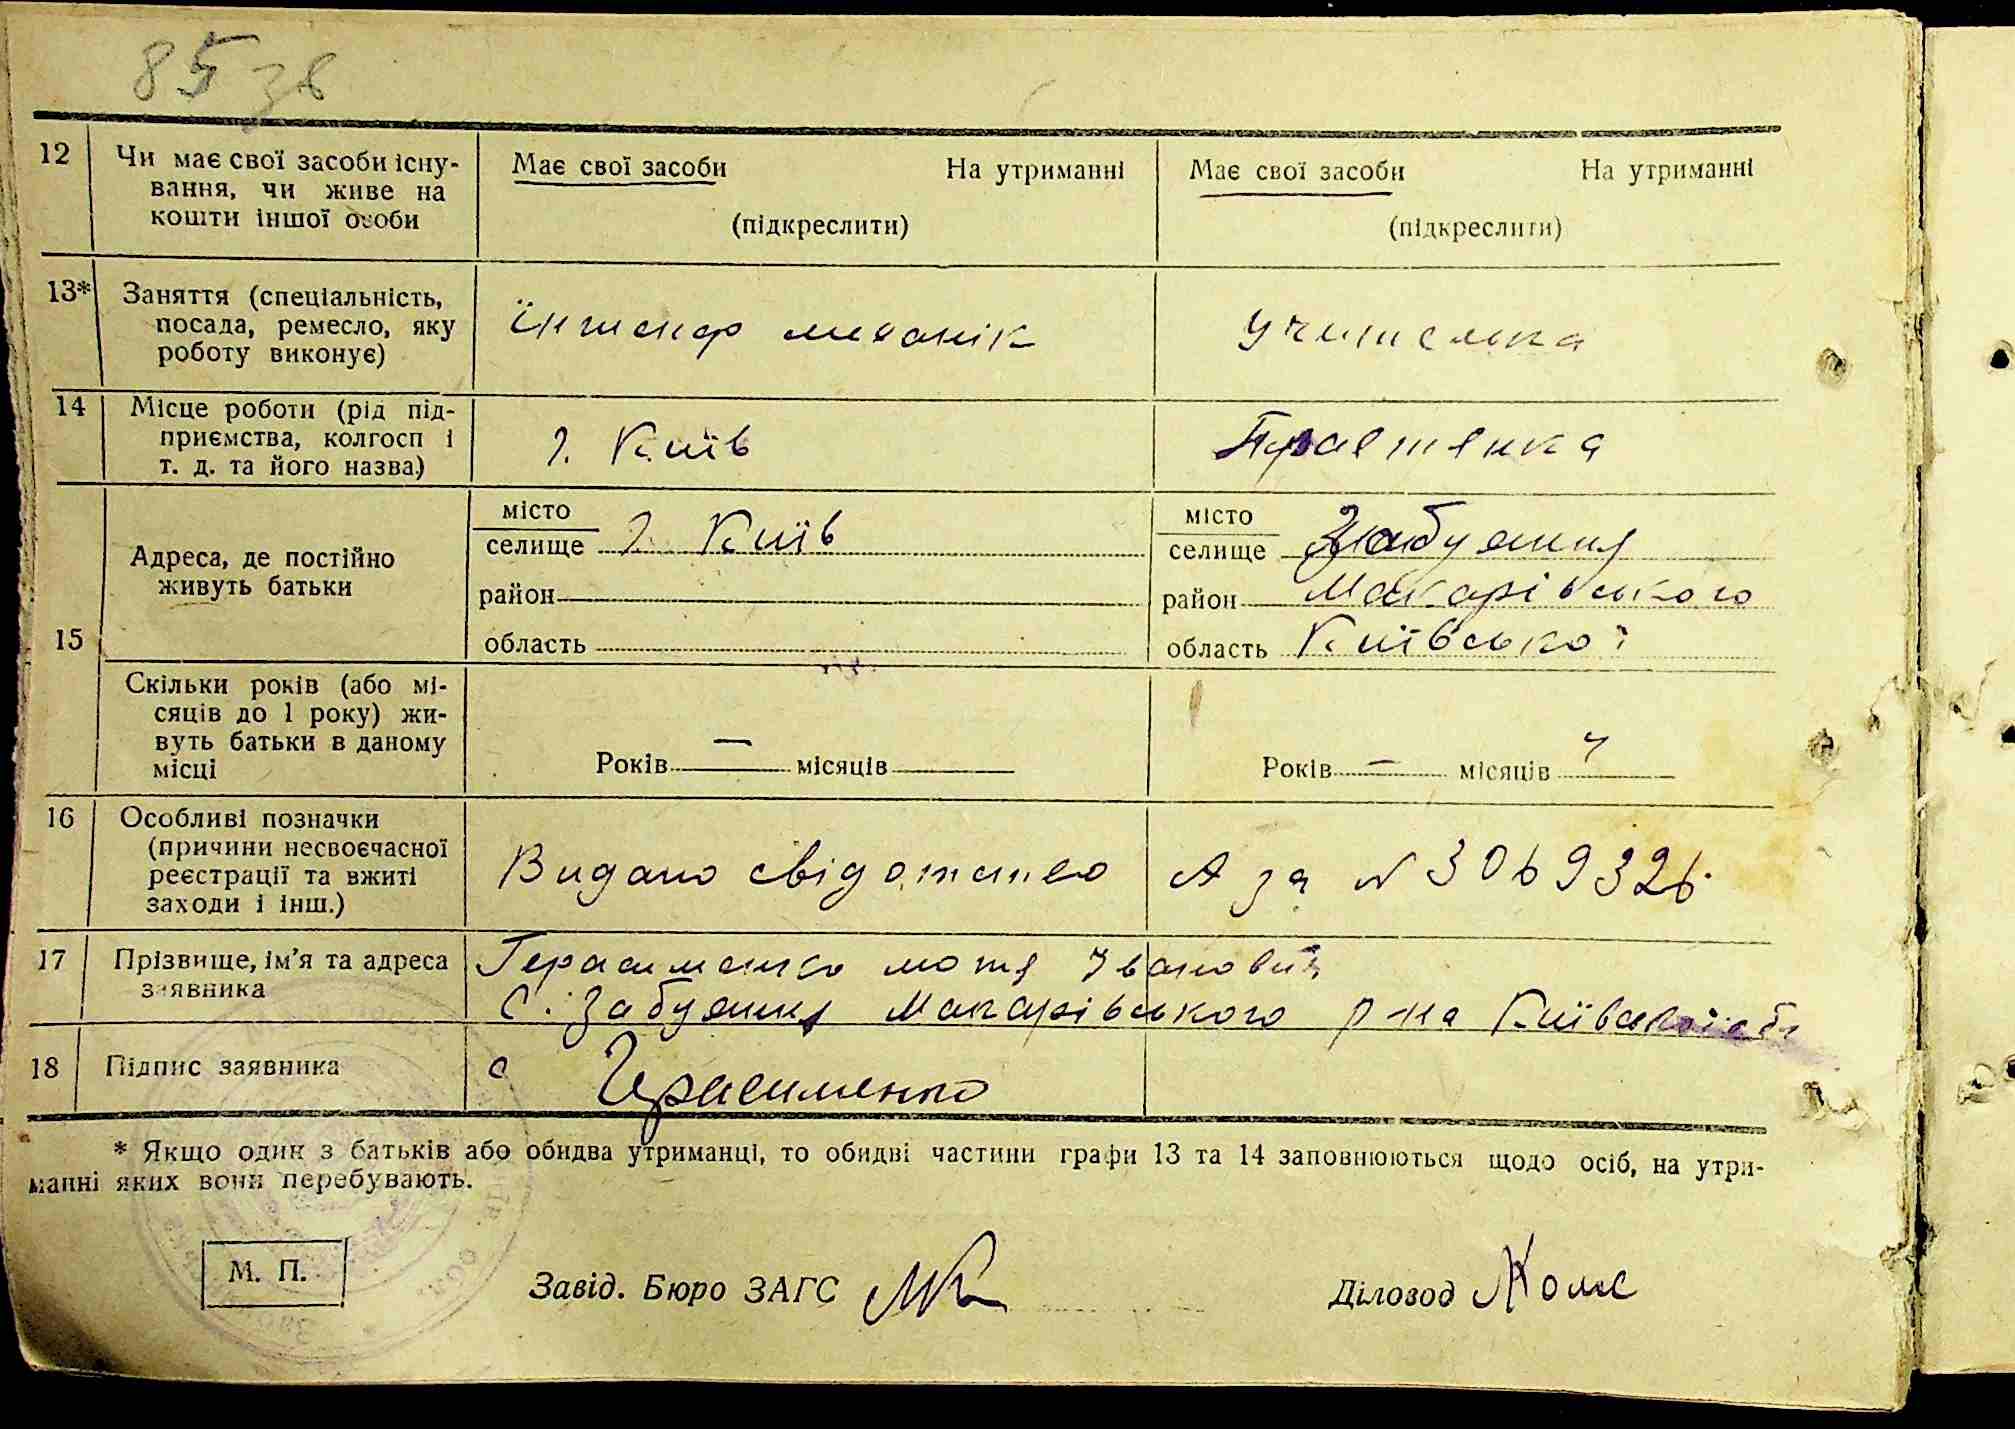 85 зв
12 Чи має свої засоби існу-
вання, чи живе на
кошти іншої особи
Має свої засоби На утриманні
(підкреслити)
Має свої засоби На утриманні
(підкреслити)
13* Заняття (спеціальність,
посада, ремесло, яку
роботу виконує)
Їнженер механік
учителька
14 Місце роботи (рід під-
приємства, колгосп і
т. д. та його назва)
г. Київ
15 Адреса, де постійно
живуть батьки
місто
селище г. Київ
район
область
місто
селище Забуяння
район Макарівського
область Київської
Скільки років (або мі-
сяців до 1 року) жи-
вуть батьки в даному
місці
Років — місяців
Років — місяців 4
16 Особливі позначки
(причини несвоєчасної
реєстрації та вжиті
заходи і інш.)
Видано свідотство А за № 3069326.
17 Прізвище, ім'я та адреса
заявника
Герасименко мотя
С. Забуяння Макарівського р-на Київської обл
18 Підпис заявника
Герасименко
* Якщо один з батьків або обидва утриманці, то обидві частини графи 13 та 14 заповнюються щодо осіб, на утри-
манні яких вони перебувають.
М. П.
Завід. Бюро ЗАГС
Діловод